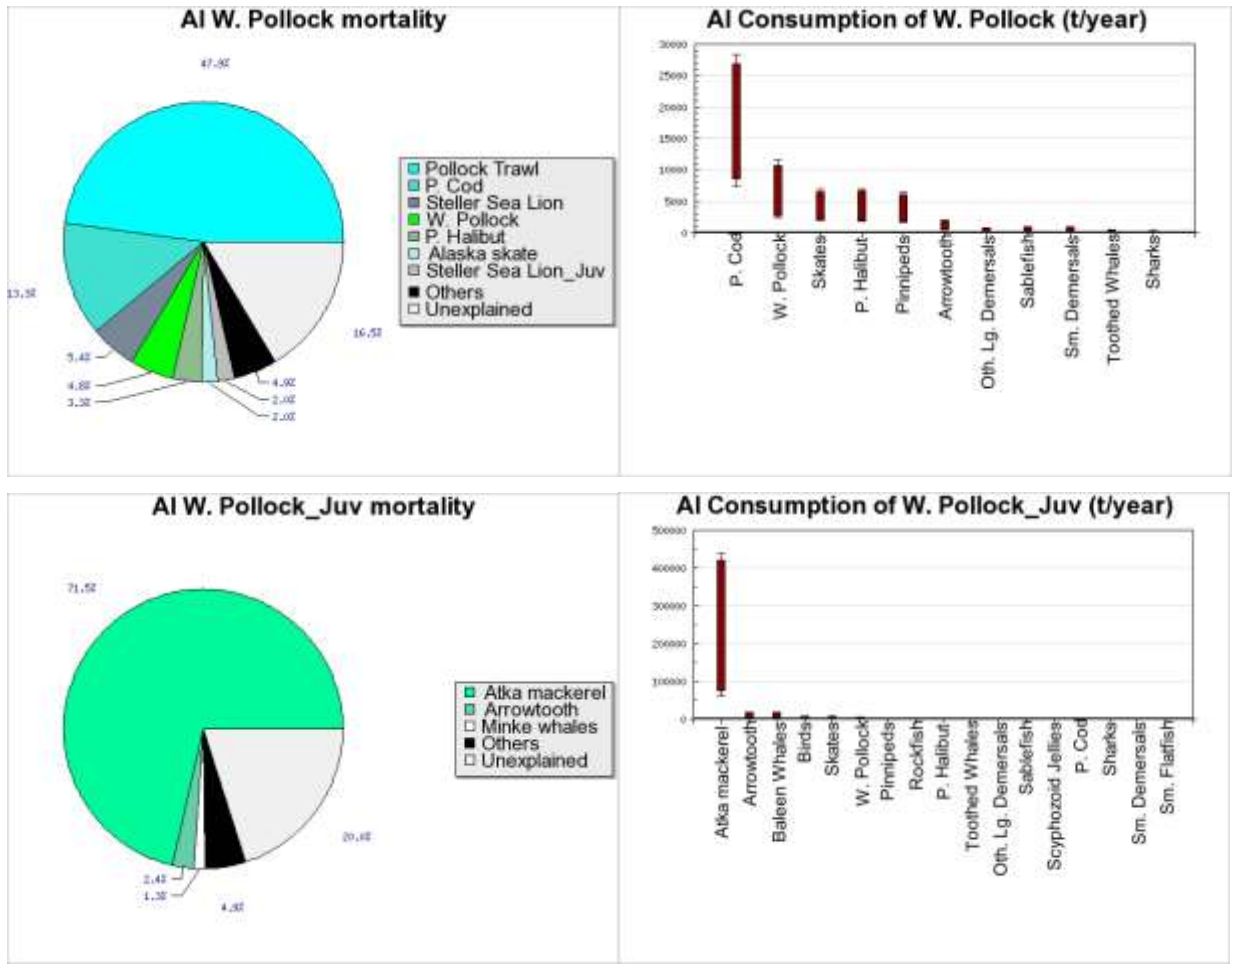 AI W. Pollock mortality
47.8%
13.3%
5.4%
4.8%
3.3%
4.9%
2.0%
2.0%
16.5%
Pollock Trawl
P. Cod
Steller Sea Lion
W. Pollock
P. Halibut
Alaska skate
Steller Sea Lion_Juv
Others
Unexplained
AI Consumption of W. Pollock (t/year)
30000
25000
20000
15000
10000
5000
0
P. Cod
W. Pollock
Skates
P. Halibut
Pinnipeds
Arrowtooth
Oth. Lg. Demersals
Sablefish
Sm. Demersals
Toothed Whales
Sharks
AI W. Pollock_Juv mortality
71.5%
2.4%
1.3%
Atka mackerel
Arrowtooth
Minke whales
Others
Unexplained
AI Consumption of W. Pollock_Juv (t/year)
500000
400000
300000
200000
100000
0
Atka mackerel
Arrowtooth
Baleen Whales
Birds
Skates
W. Pollock
Pinnipeds
Rockfish
P. Halibut
Toothed Whales
Oth. Lg. Demersals
Sablefish
Scyphozoid Jellies
P. Cod
Sharks
Sm. Demersals
Sm. Flatfish